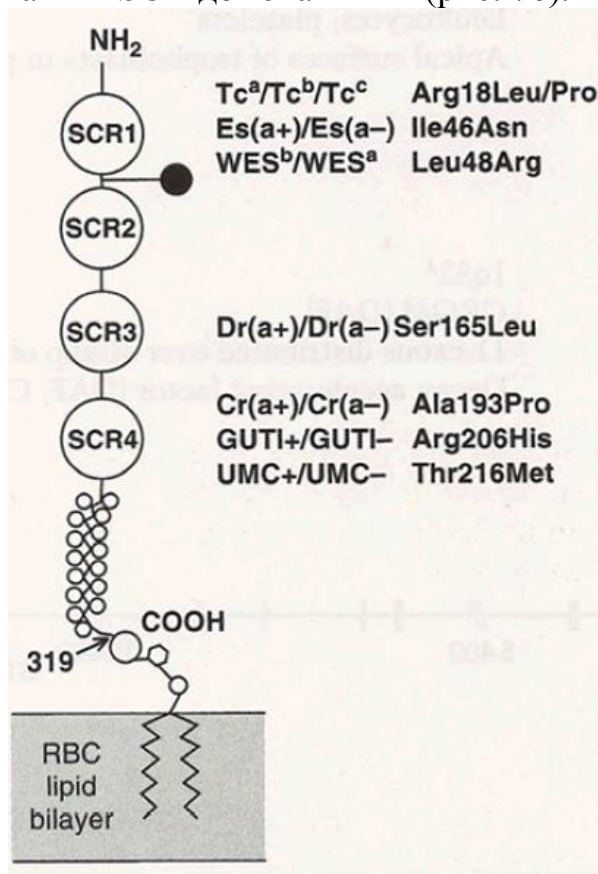 NH2
SCR1
Tcᵃ/Tcᵇ/Tcᶜ Arg18Leu/Pro
Es(a+)/Es(a–) Ile46Asn
WESᵇ/WESᵃ Leu48Arg
SCR2
SCR3
Dr(a+)/Dr(a–) Ser165Leu
SCR4
Cr(a+)/Cr(a–) Ala193Pro
GUTI+/GUTI– Arg206His
UMC+/UMC– Thr216Met
COOH
319
RBC
lipid
bilayer